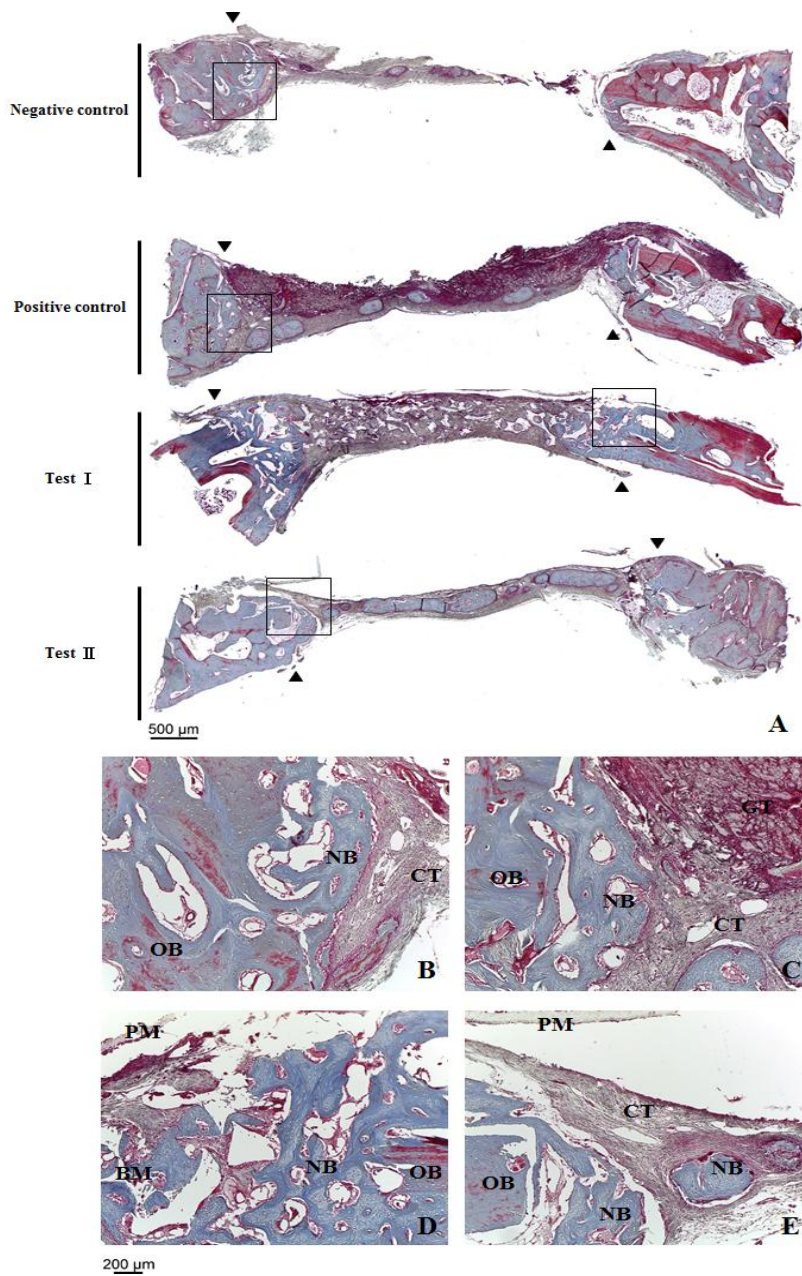 Negative control
Positive control
Test Ⅰ
Test Ⅱ
A
500 μm
NB
CT
OB
B
GT
OB
NB
CT
C
PM
BM
NB
OB
D
PM
CT
NB
OB
NB
E
200 μm